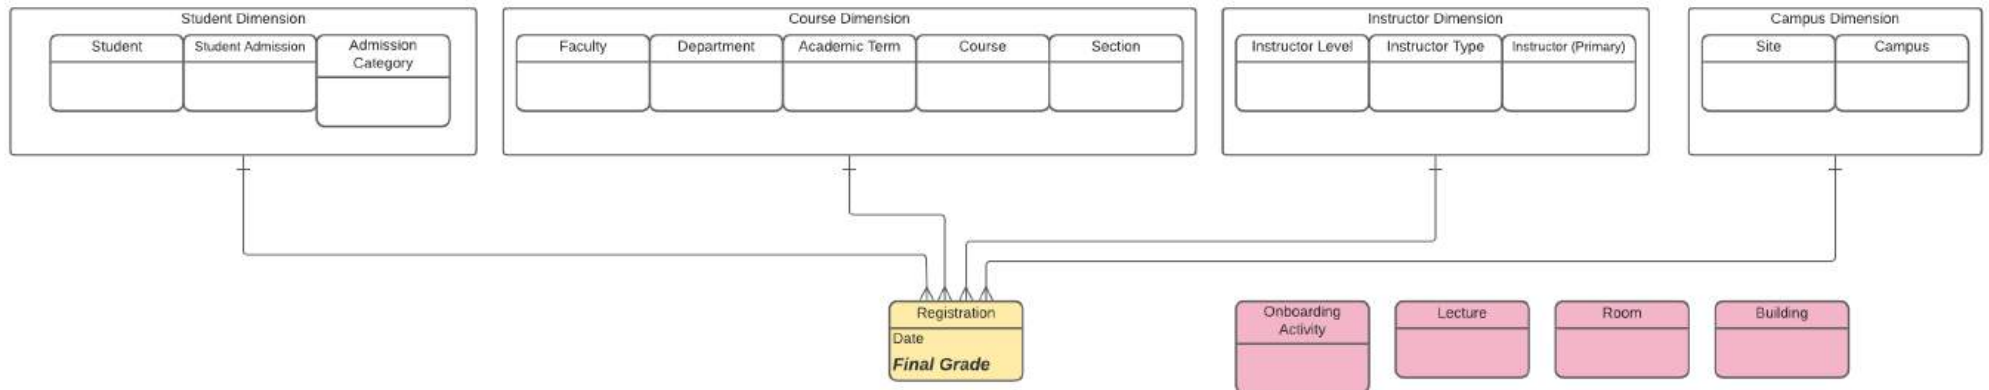 Student Dimension
Student
Student Admission
Admission
Category
Course Dimension
Faculty
Department
Academic Term
Course
Section
Instructor Dimension
Instructor Level
Instructor Type
Instructor (Primary)
Campus Dimension
Site
Campus
Registration
Date
Final Grade
Onboarding
Activity
Lecture
Room
Building